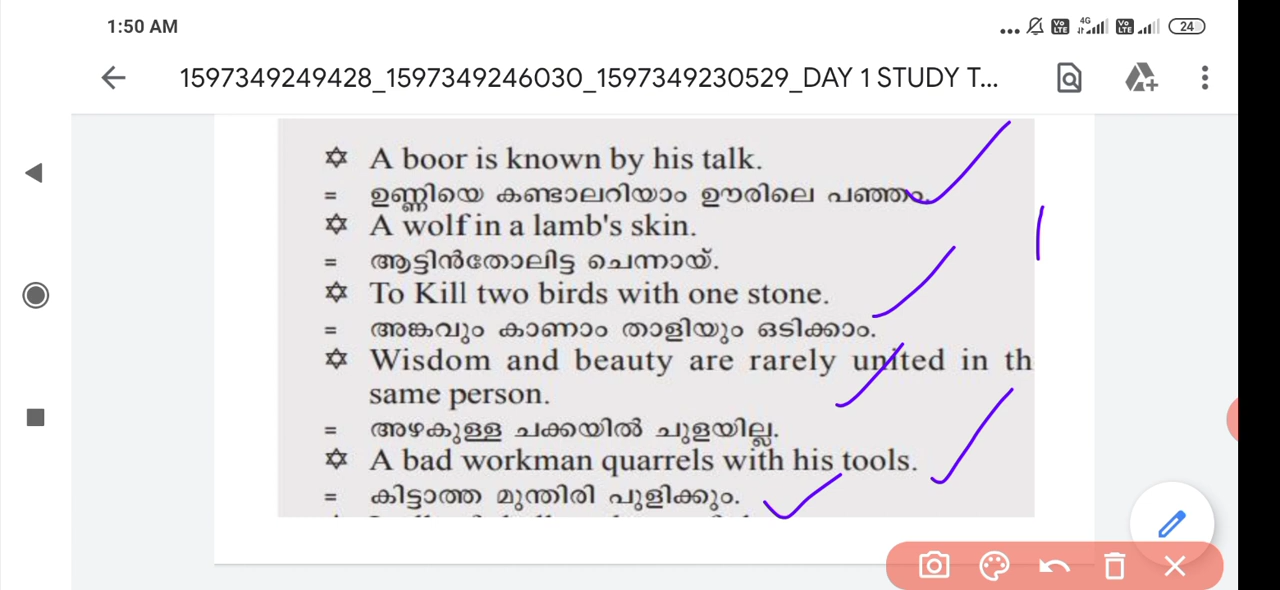 1:50 AM
4G
24
1597349249428_1597349246030_1597349230529_DAY 1 STUDY T...
✡ A boor is known by his talk.
= ഉണ്ണിയെ കണ്ടാലറിയാം ഊരിലെ പഞ്ഞം.
✡ A wolf in a lamb's skin.
= ആട്ടിൻതോലിട്ട ചെന്നായ്.
✡ To Kill two birds with one stone.
= അങ്കവും കാണാം താളിയും ഒടിക്കാം.
✡ Wisdom and beauty are rarely united in th
same person.
= അഴകുള്ള ചക്കയിൽ ചുളയില്ല.
✡ A bad workman quarrels with his tools.
= കിട്ടാത്ത മുന്തിരി പുളിക്കും.